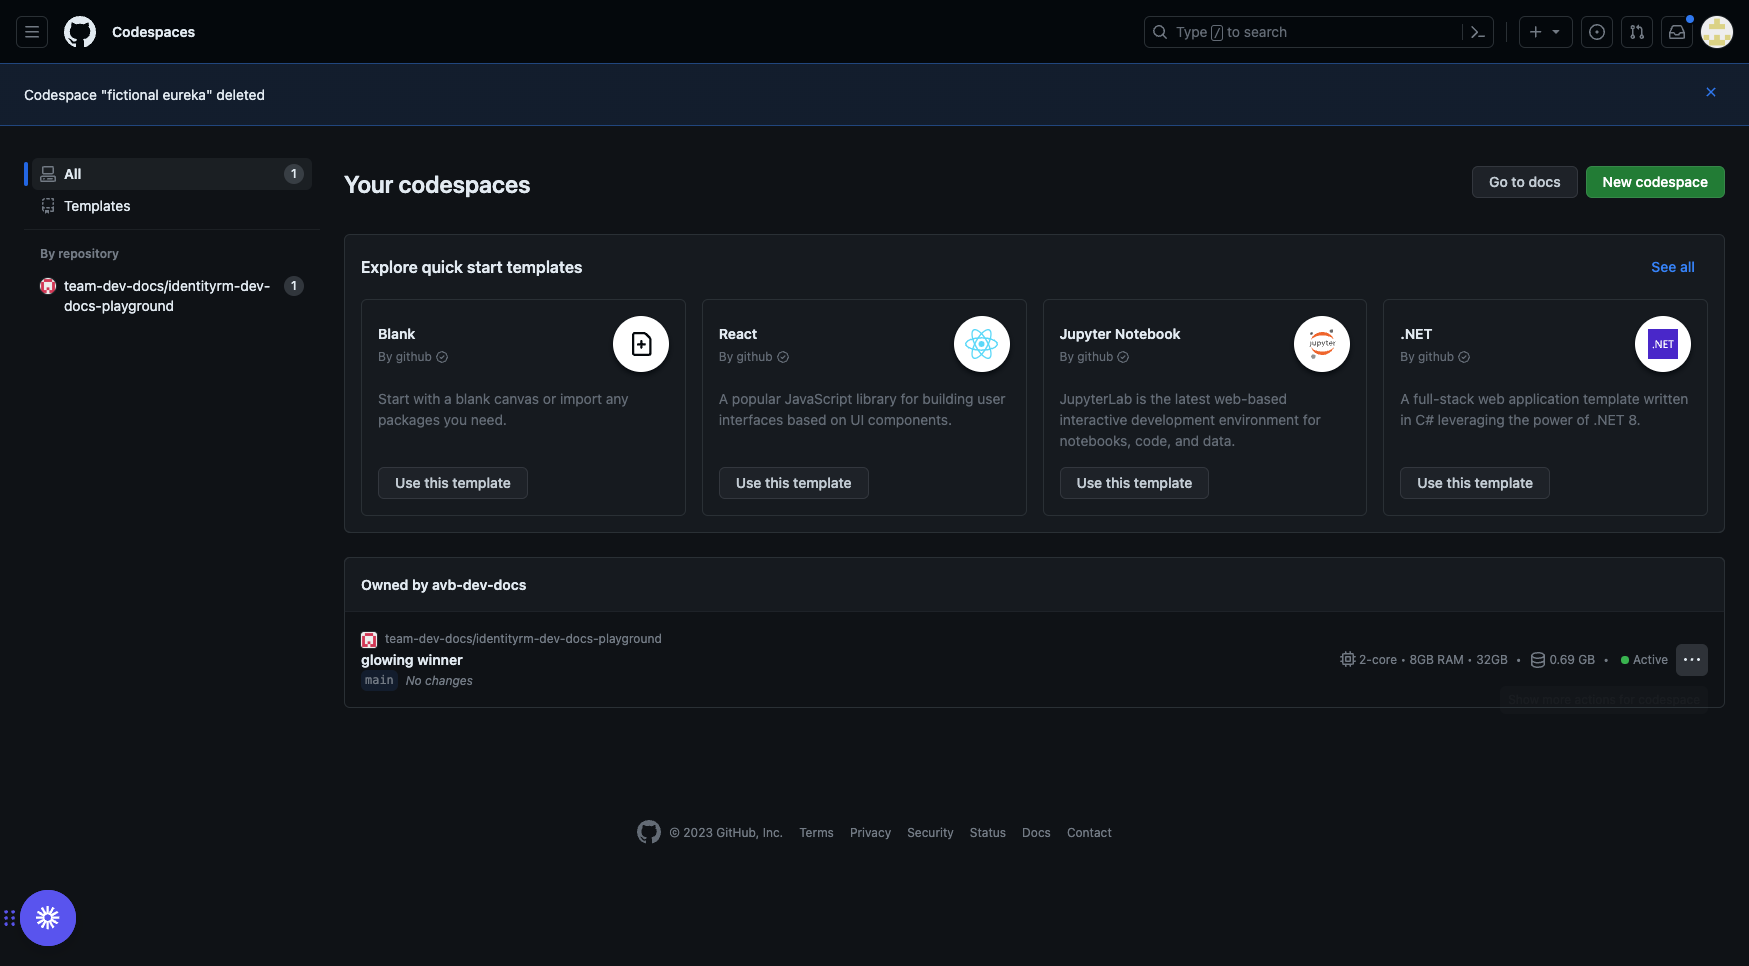 Codespaces
Type / to search
Codespace "fictional eureka" deleted
All 1
Templates
By repository
team-dev-docs/identityrm-dev-docs-playground 1
Your codespaces
Go to docs
New codespace
Explore quick start templates
See all
Blank
By github
Start with a blank canvas or import any
packages you need.
Use this template
React
By github
A popular JavaScript library for building user
interfaces based on UI components.
Use this template
Jupyter Notebook
By github
jupyter
JupyterLab is the latest web-based
interactive development environment for
notebooks, code, and data.
Use this template
.NET
By github
.NET
A full-stack web application template written
in C# leveraging the power of .NET 8.
Use this template
Owned by avb-dev-docs
team-dev-docs/identityrm-dev-docs-playground
glowing winner
main No changes
2-core • 8GB RAM • 32GB • 0.69 GB • Active
Show more actions for codespace
© 2023 GitHub, Inc. Terms Privacy Security Status Docs Contact